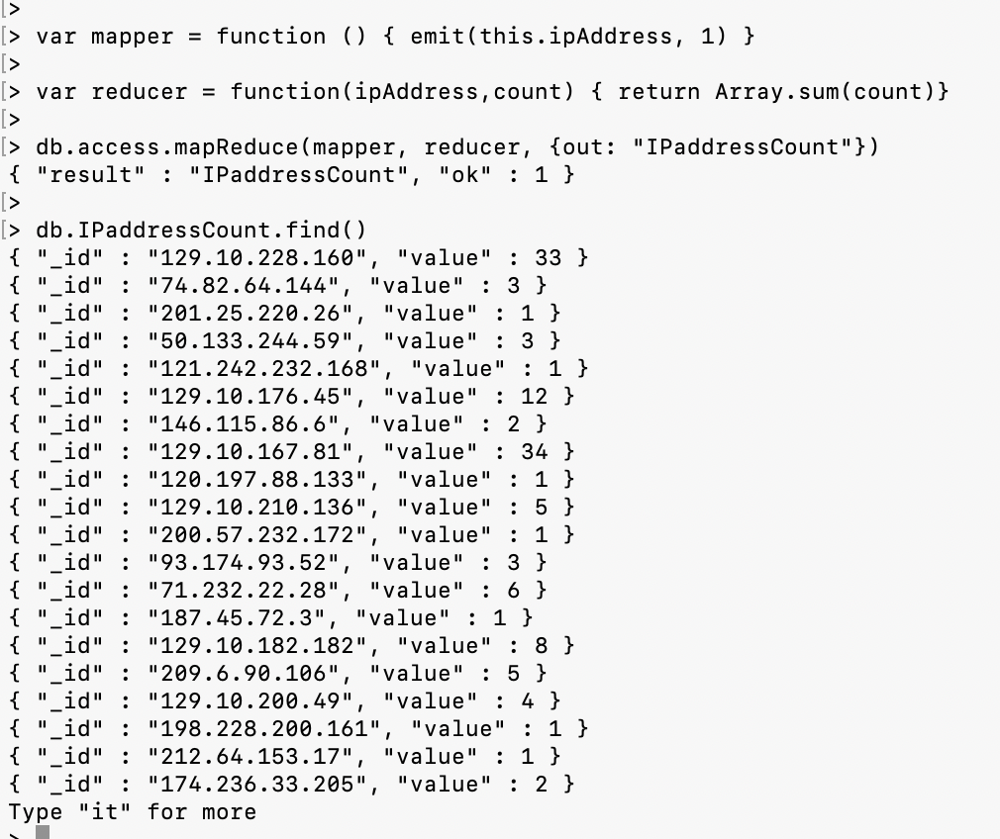 [>
[> var mapper = function () { emit(this.ipAddress, 1) }
[>
[> var reducer = function(ipAddress,count) { return Array.sum(count)}
[>
[> db.access.mapReduce(mapper, reducer, {out: "IPaddressCount"})
{ "result" : "IPaddressCount", "ok" : 1 }
[>
[> db.IPaddressCount.find()
{ "_id" : "129.10.228.160", "value" : 33 }
{ "_id" : "74.82.64.144", "value" : 3 }
{ "_id" : "201.25.220.26", "value" : 1 }
{ "_id" : "50.133.244.59", "value" : 3 }
{ "_id" : "121.242.232.168", "value" : 1 }
{ "_id" : "129.10.176.45", "value" : 12 }
{ "_id" : "146.115.86.6", "value" : 2 }
{ "_id" : "129.10.167.81", "value" : 34 }
{ "_id" : "120.197.88.133", "value" : 1 }
{ "_id" : "129.10.210.136", "value" : 5 }
{ "_id" : "200.57.232.172", "value" : 1 }
{ "_id" : "93.174.93.52", "value" : 3 }
{ "_id" : "71.232.22.28", "value" : 6 }
{ "_id" : "187.45.72.3", "value" : 1 }
{ "_id" : "129.10.182.182", "value" : 8 }
{ "_id" : "209.6.90.106", "value" : 5 }
{ "_id" : "129.10.200.49", "value" : 4 }
{ "_id" : "198.228.200.161", "value" : 1 }
{ "_id" : "212.64.153.17", "value" : 1 }
{ "_id" : "174.236.33.205", "value" : 2 }
Type "it" for more
>